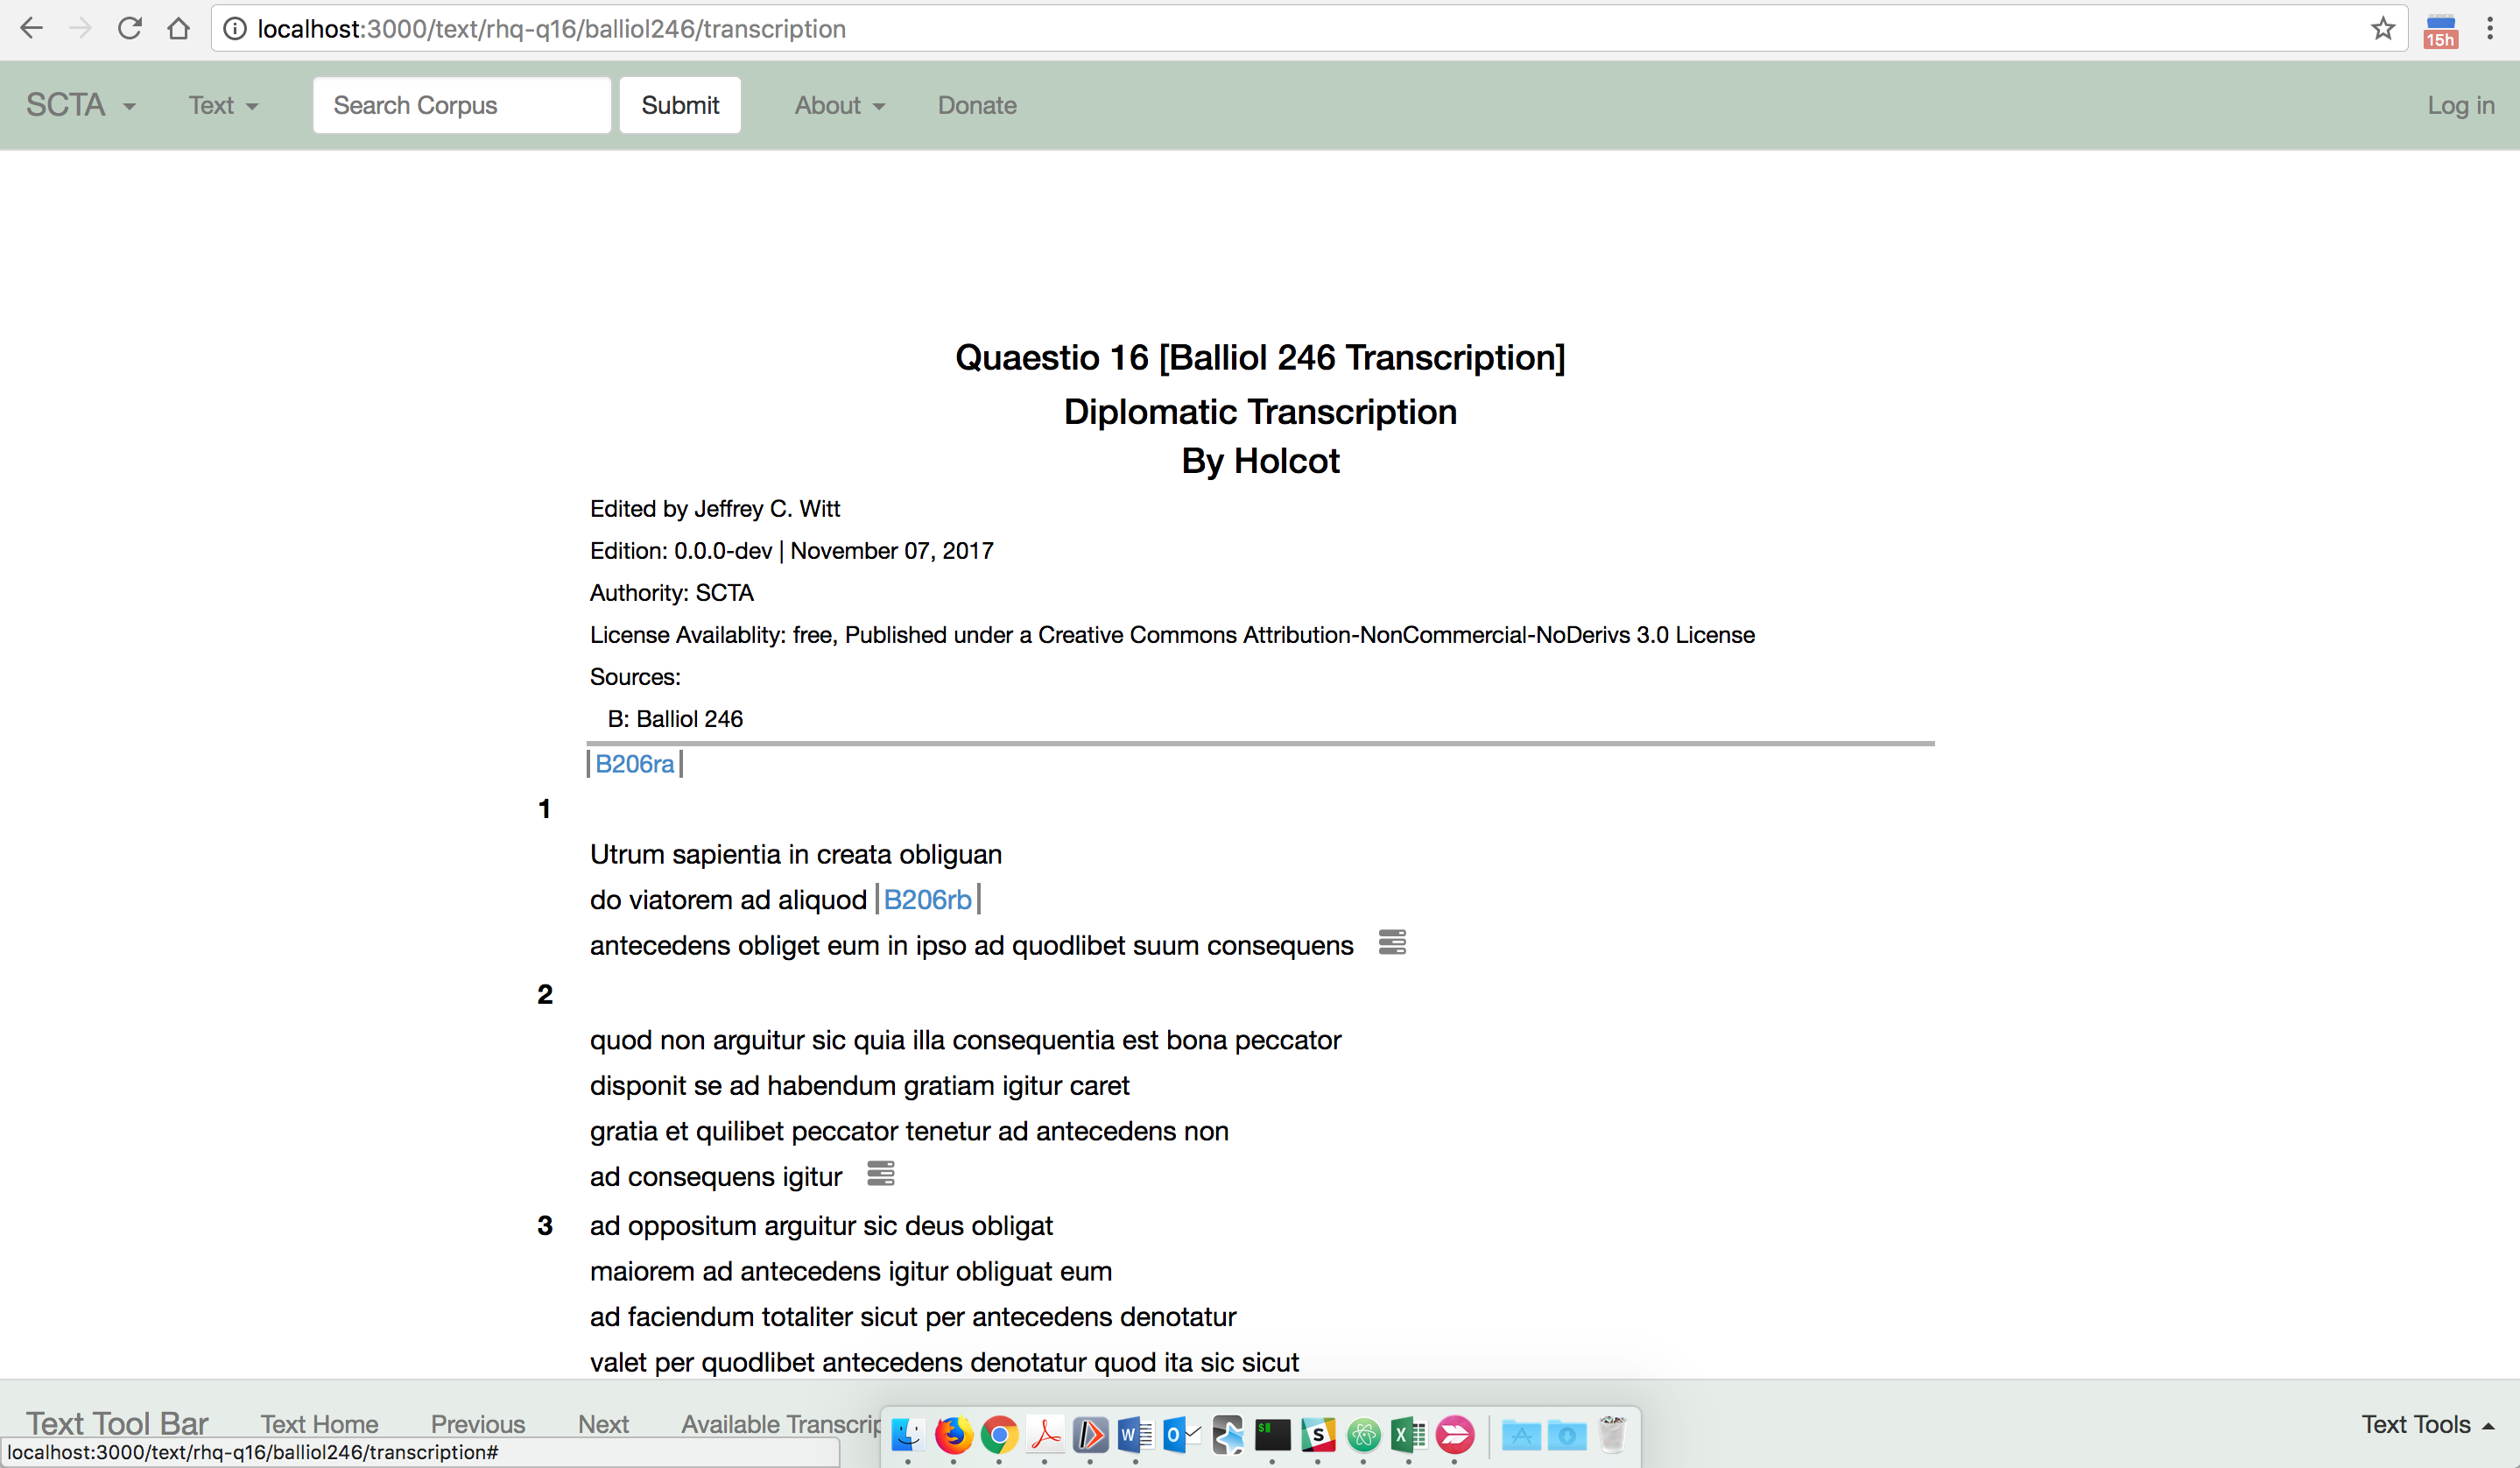 localhost:3000/text/rhq-q16/balliol246/transcription
15h
SCTA Text Search Corpus Submit About Donate Log in
Quaestio 16 [Balliol 246 Transcription]
Diplomatic Transcription
By Holcot
Edited by Jeffrey C. Witt
Edition: 0.0.0-dev | November 07, 2017
Authority: SCTA
License Availablity: free, Published under a Creative Commons Attribution-NonCommercial-NoDerivs 3.0 License
Sources:
B: Balliol 246
|B206ra|
1
Utrum sapientia in creata obliguan
do viatorem ad aliquod |B206rb|
antecedens obliget eum in ipso ad quodlibet suum consequens
2
quod non arguitur sic quia illa consequentia est bona peccator
disponit se ad habendum gratiam igitur caret
gratia et quilibet peccator tenetur ad antecedens non
ad consequens igitur
3 ad oppositum arguitur sic deus obligat
maiorem ad antecedens igitur obliguat eum
ad faciendum totaliter sicut per antecedens denotatur
valet per quodlibet antecedens denotatur quod ita sic sicut
Text Tool Bar Text Home Previous Next Available Transcrip Text Tools
localhost:3000/text/rhq-q16/balliol246/transcription#